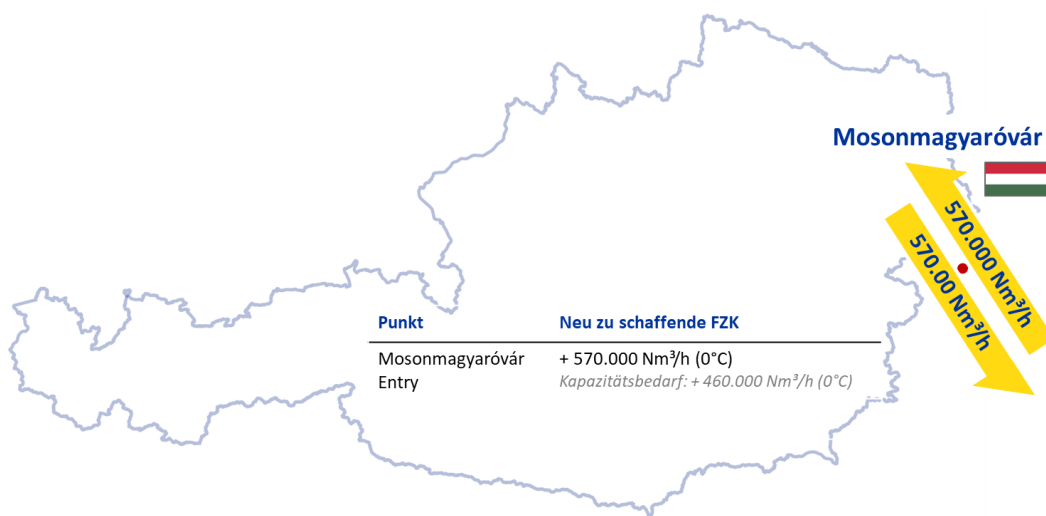 Mosonmagyaróvár
570.000 Nm³/h
570.00 Nm³/h
Punkt Neu zu schaffende FZK
Mosonmagyaróvár + 570.000 Nm³/h (0°C)
Entry Kapazitätsbedarf: + 460.000 Nm³/h (0°C)